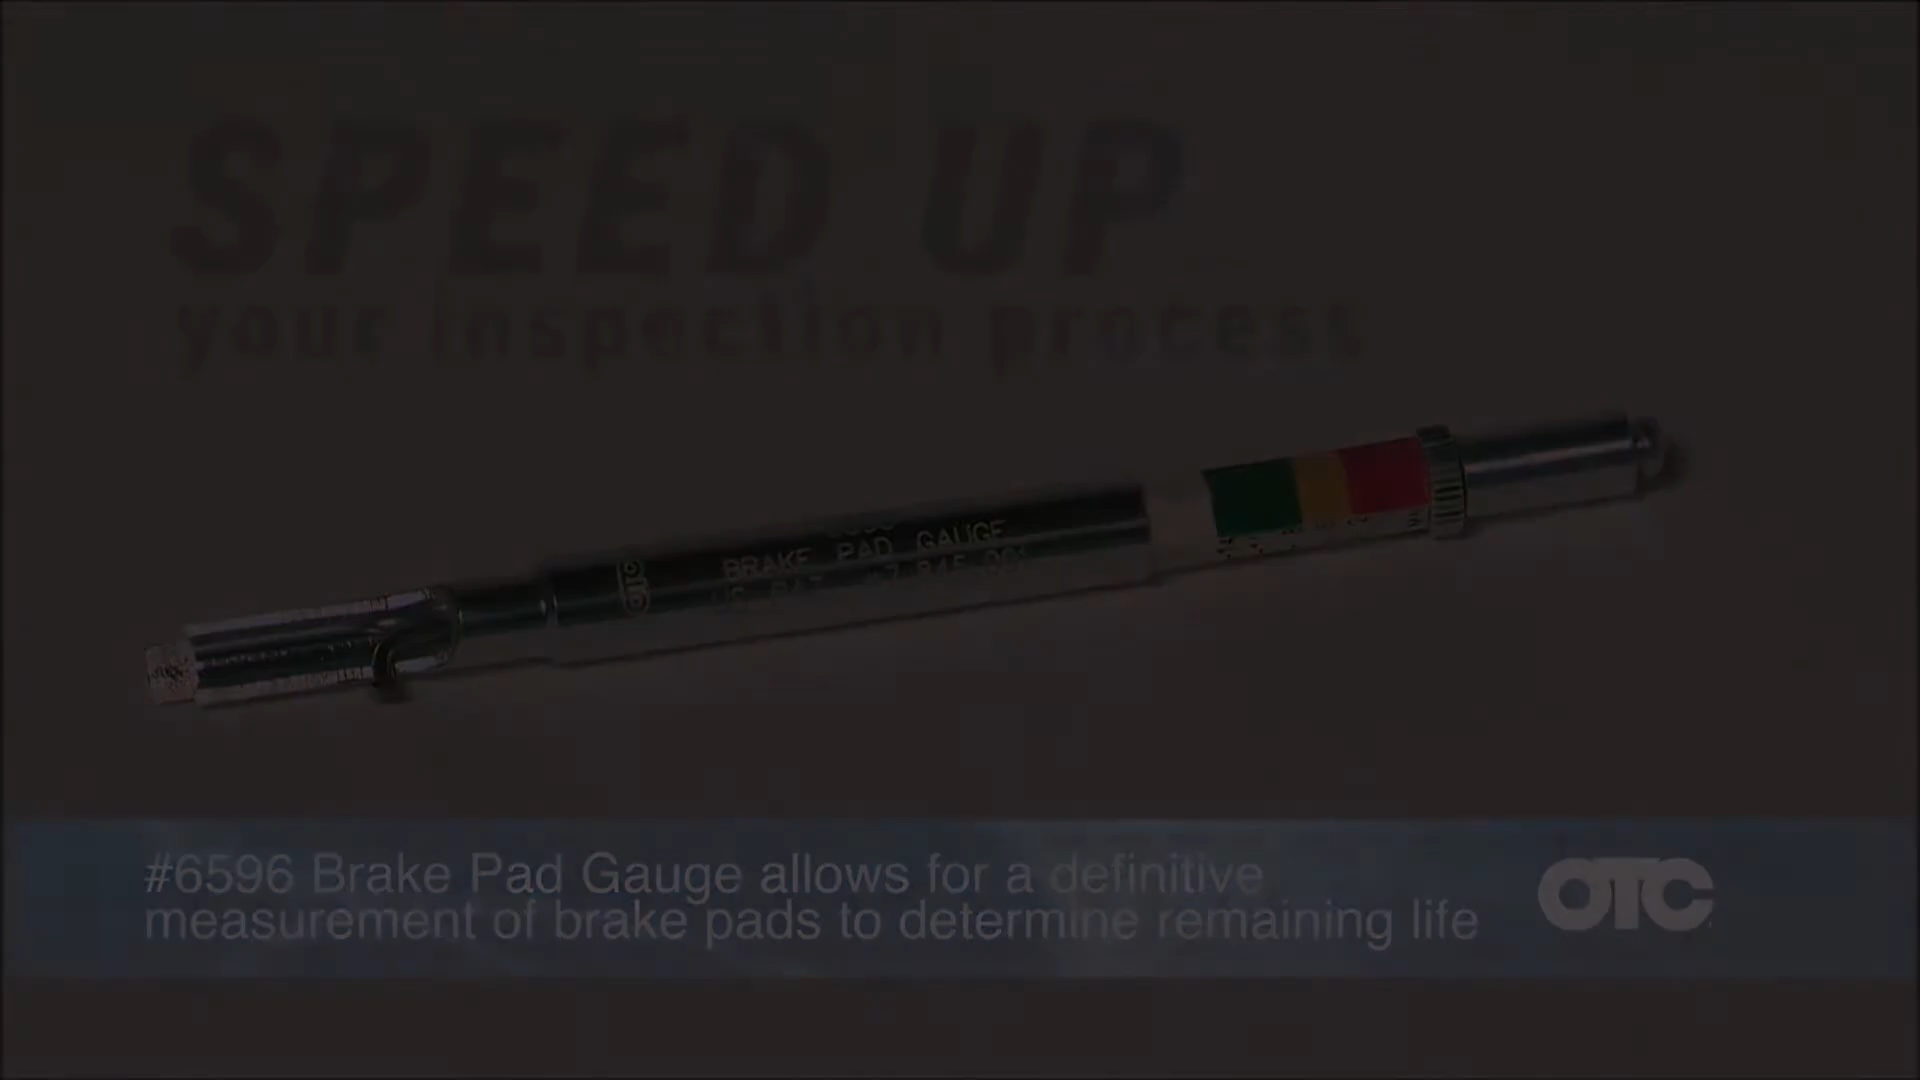 SPEED UP
your inspection process
OTC
BRAKE PAD GAUGE
#6596 Brake Pad Gauge allows for a definitive
measurement of brake pads to determine remaining life
OTC